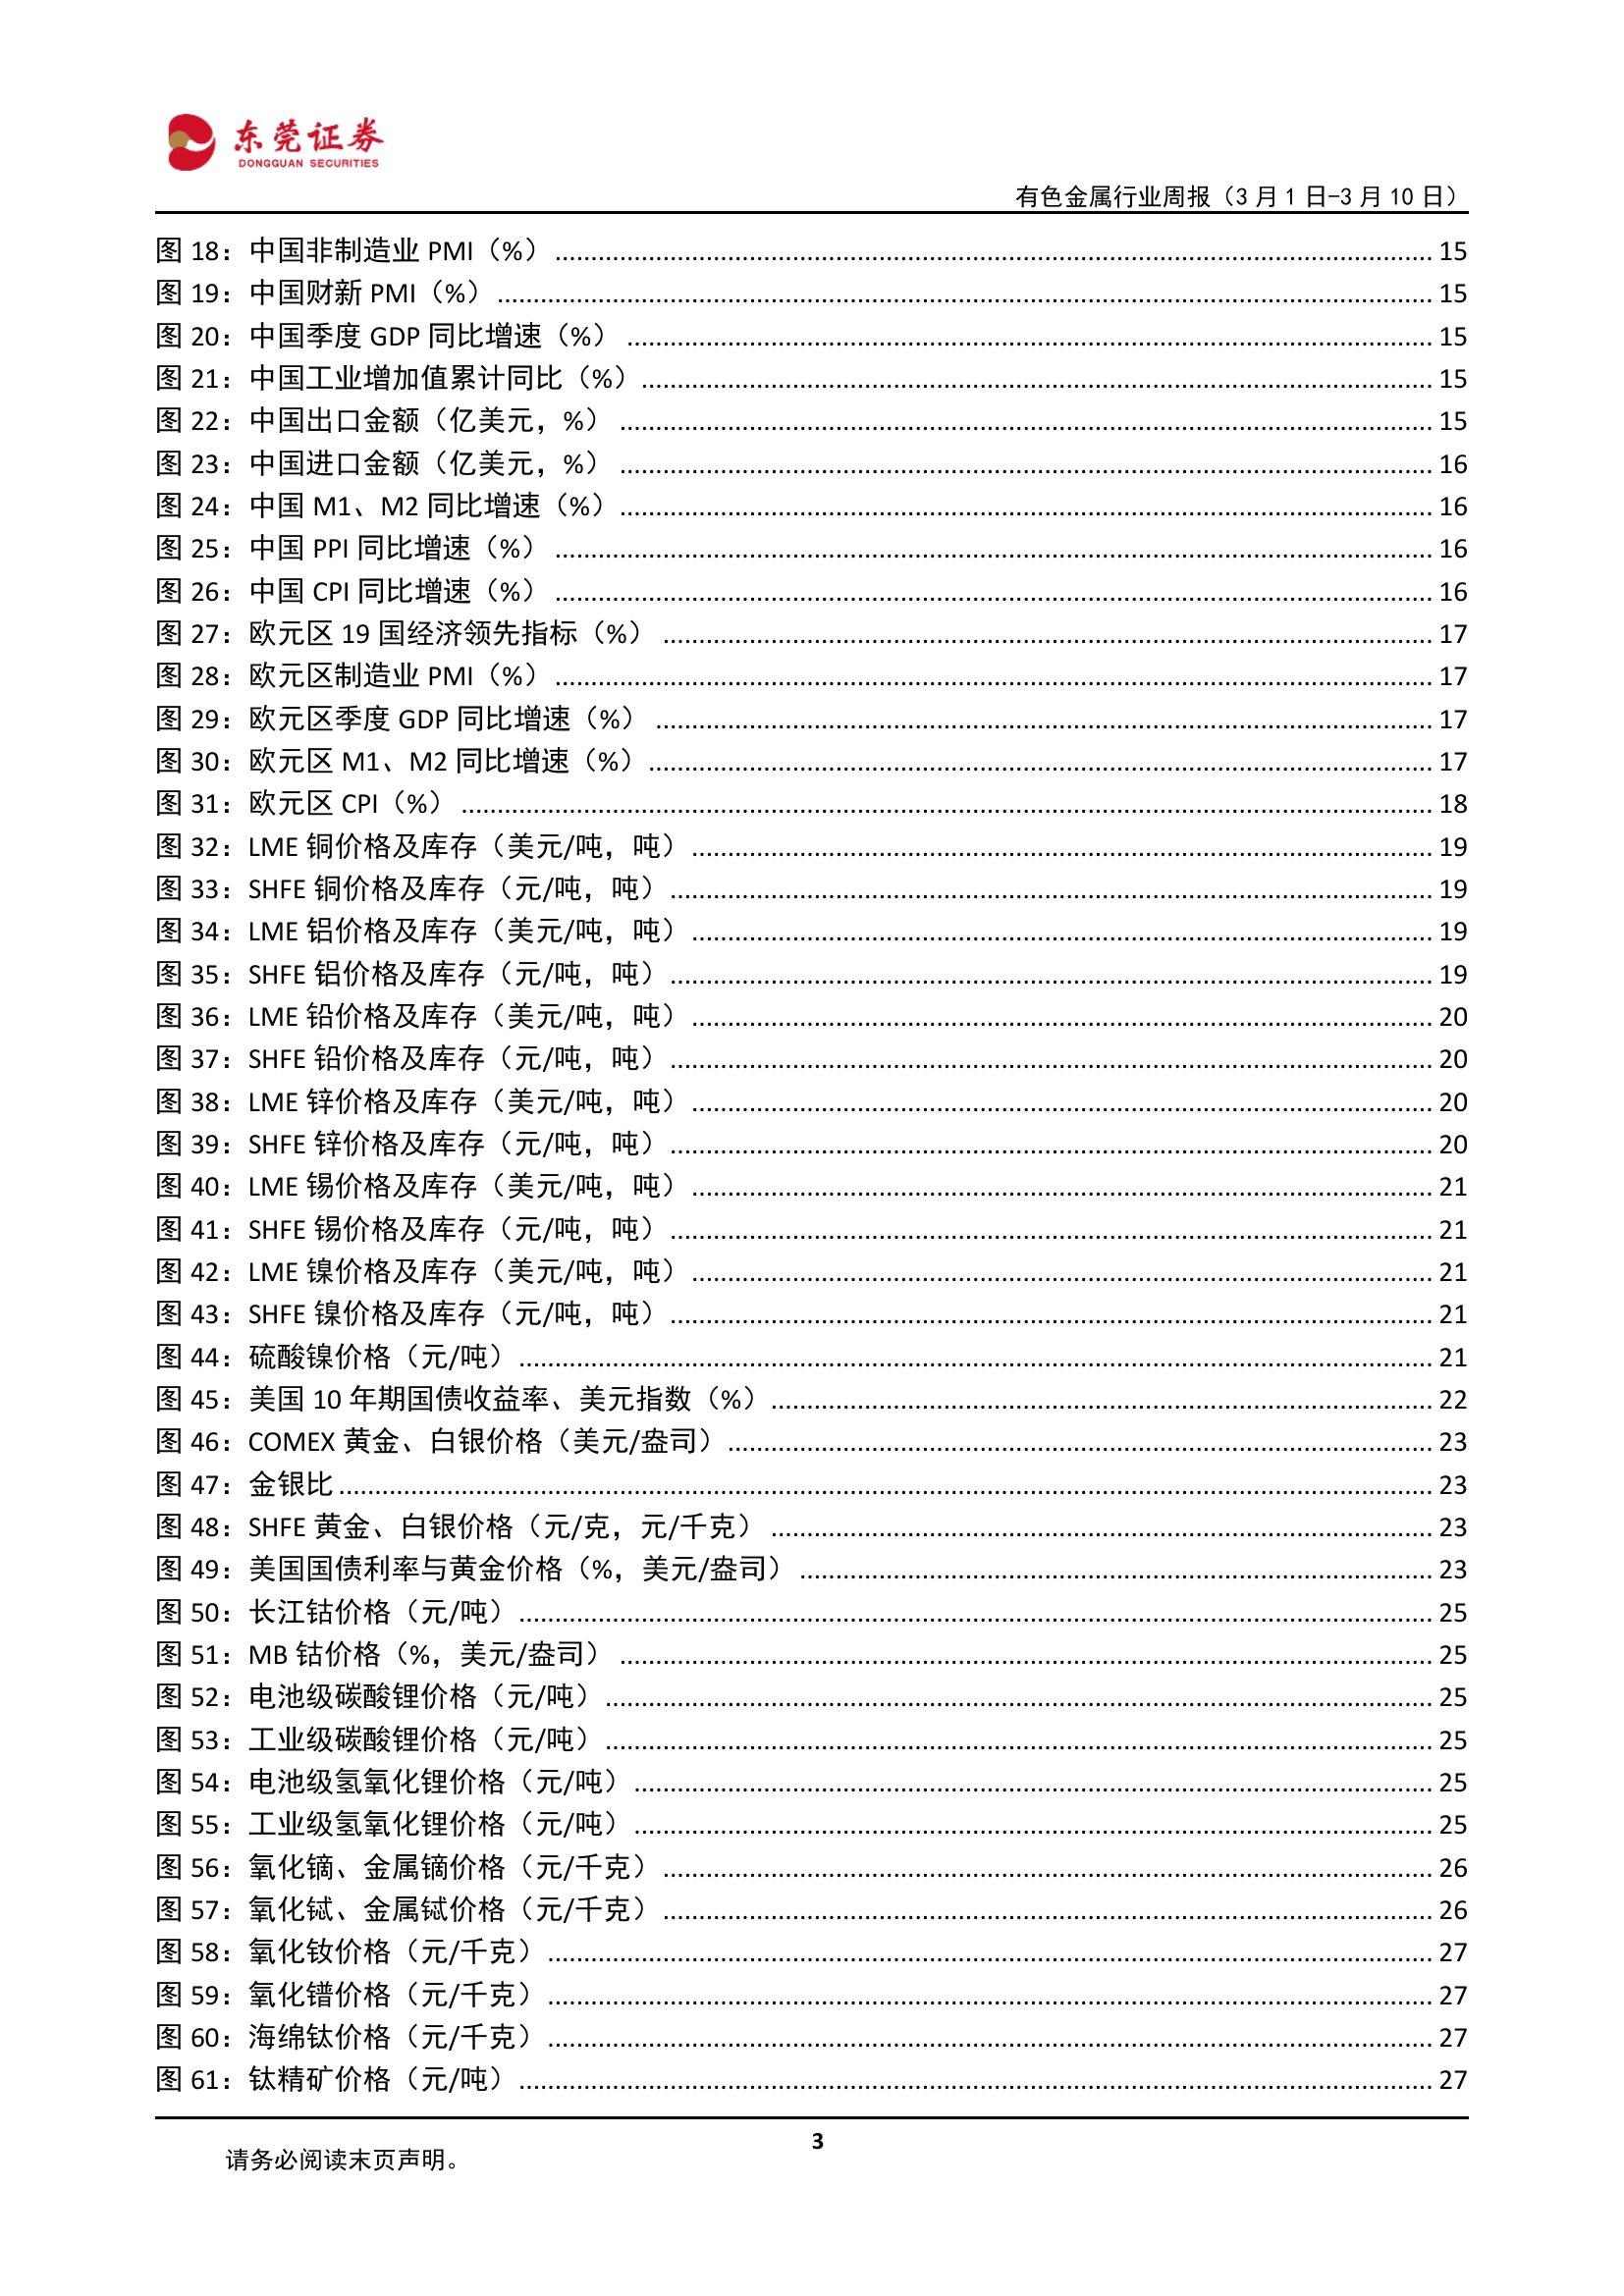 东莞证券
DONGGUAN SECURITIES
有色金属行业周报（3 月 1 日-3 月 10 日）
图 18：中国非制造业 PMI（%） ........ 15
图 19：中国财新 PMI（%） ........ 15
图 20：中国季度 GDP 同比增速（%） ........ 15
图 21：中国工业增加值累计同比（%） ........ 15
图 22：中国出口金额（亿美元，%） ........ 15
图 23：中国进口金额（亿美元，%） ........ 16
图 24：中国 M1、M2 同比增速（%） ........ 16
图 25：中国 PPI 同比增速（%） ........ 16
图 26：中国 CPI 同比增速（%） ........ 16
图 27：欧元区 19 国经济领先指标（%） ........ 17
图 28：欧元区制造业 PMI（%） ........ 17
图 29：欧元区季度 GDP 同比增速（%） ........ 17
图 30：欧元区 M1、M2 同比增速（%） ........ 17
图 31：欧元区 CPI（%） ........ 18
图 32：LME 铜价格及库存（美元/吨，吨） ........ 19
图 33：SHFE 铜价格及库存（元/吨，吨） ........ 19
图 34：LME 铝价格及库存（美元/吨，吨） ........ 19
图 35：SHFE 铝价格及库存（元/吨，吨） ........ 19
图 36：LME 铅价格及库存（美元/吨，吨） ........ 20
图 37：SHFE 铅价格及库存（元/吨，吨） ........ 20
图 38：LME 锌价格及库存（美元/吨，吨） ........ 20
图 39：SHFE 锌价格及库存（元/吨，吨） ........ 20
图 40：LME 锡价格及库存（美元/吨，吨） ........ 21
图 41：SHFE 锡价格及库存（元/吨，吨） ........ 21
图 42：LME 镍价格及库存（美元/吨，吨） ........ 21
图 43：SHFE 镍价格及库存（元/吨，吨） ........ 21
图 44：硫酸镍价格（元/吨） ........ 21
图 45：美国 10 年期国债收益率、美元指数（%） ........ 22
图 46：COMEX 黄金、白银价格（美元/盎司） ........ 23
图 47：金银比 ........ 23
图 48：SHFE 黄金、白银价格（元/克，元/千克） ........ 23
图 49：美国国债利率与黄金价格（%，美元/盎司） ........ 23
图 50：长江钴价格（元/吨） ........ 25
图 51：MB 钴价格（%，美元/盎司） ........ 25
图 52：电池级碳酸锂价格（元/吨） ........ 25
图 53：工业级碳酸锂价格（元/吨） ........ 25
图 54：电池级氢氧化锂价格（元/吨） ........ 25
图 55：工业级氢氧化锂价格（元/吨） ........ 25
图 56：氧化镝、金属镝价格（元/千克） ........ 26
图 57：氧化铽、金属铽价格（元/千克） ........ 26
图 58：氧化钕价格（元/千克） ........ 27
图 59：氧化镨价格（元/千克） ........ 27
图 60：海绵钛价格（元/千克） ........ 27
图 61：钛精矿价格（元/吨） ........ 27
3
请务必阅读末页声明。